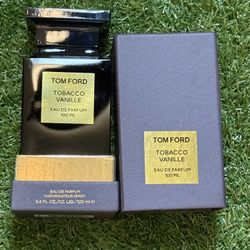 TOM FORD
TOBACCO
VANILLE
EAU DE PARFUM
100 ML
EAU DE PARFUM
VAPORISATEUR SPRAY
3.4 FL.OZ./OZ. LIQ./100 ml ℮
TOM FORD
TOBACCO
VANILLE
EAU DE PARFUM
100 ML